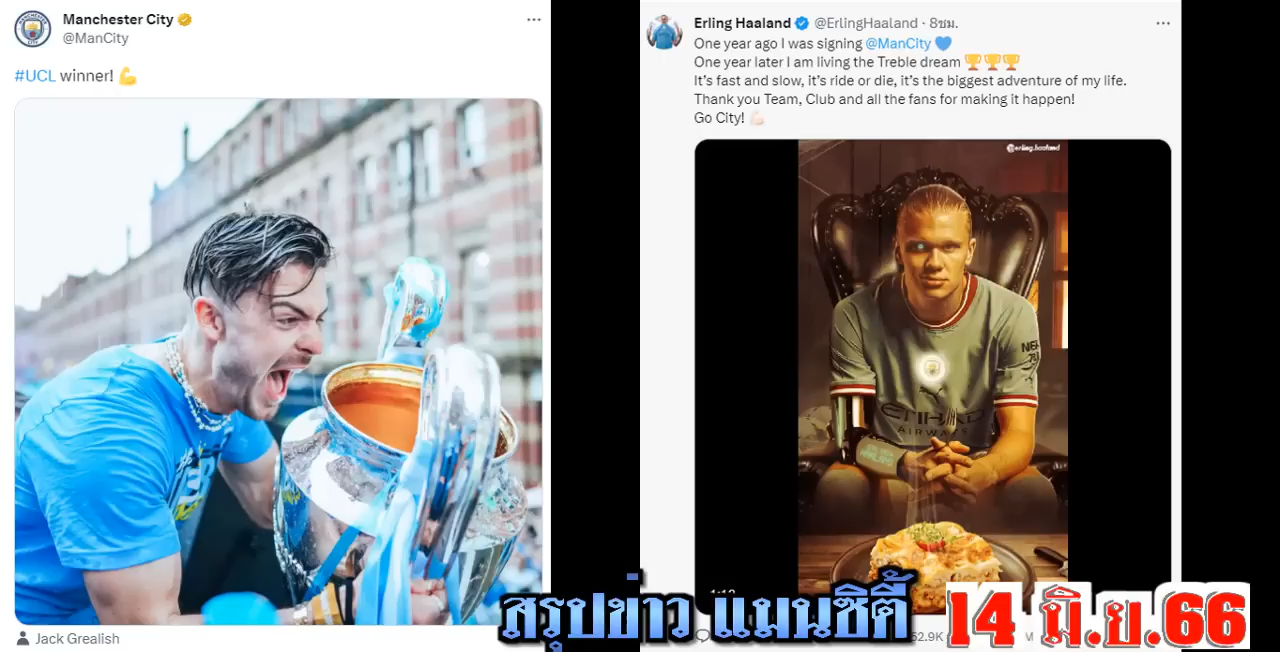 Manchester City
@ManCity
#UCL winner! 💪
Jack Grealish
Erling Haaland @ErlingHaaland · 8ชม.
One year ago I was signing @ManCity 💙
One year later I am living the Treble dream 🏆🏆🏆
It's fast and slow, it's ride or die, it's the biggest adventure of my life.
Thank you Team, Club and all the fans for making it happen!
Go City! 💪🏻
@erling.haaland
ETIHAD
AIRWAYS
สรุปข่าว แมนซิตี้ 14 มิ.ย.66